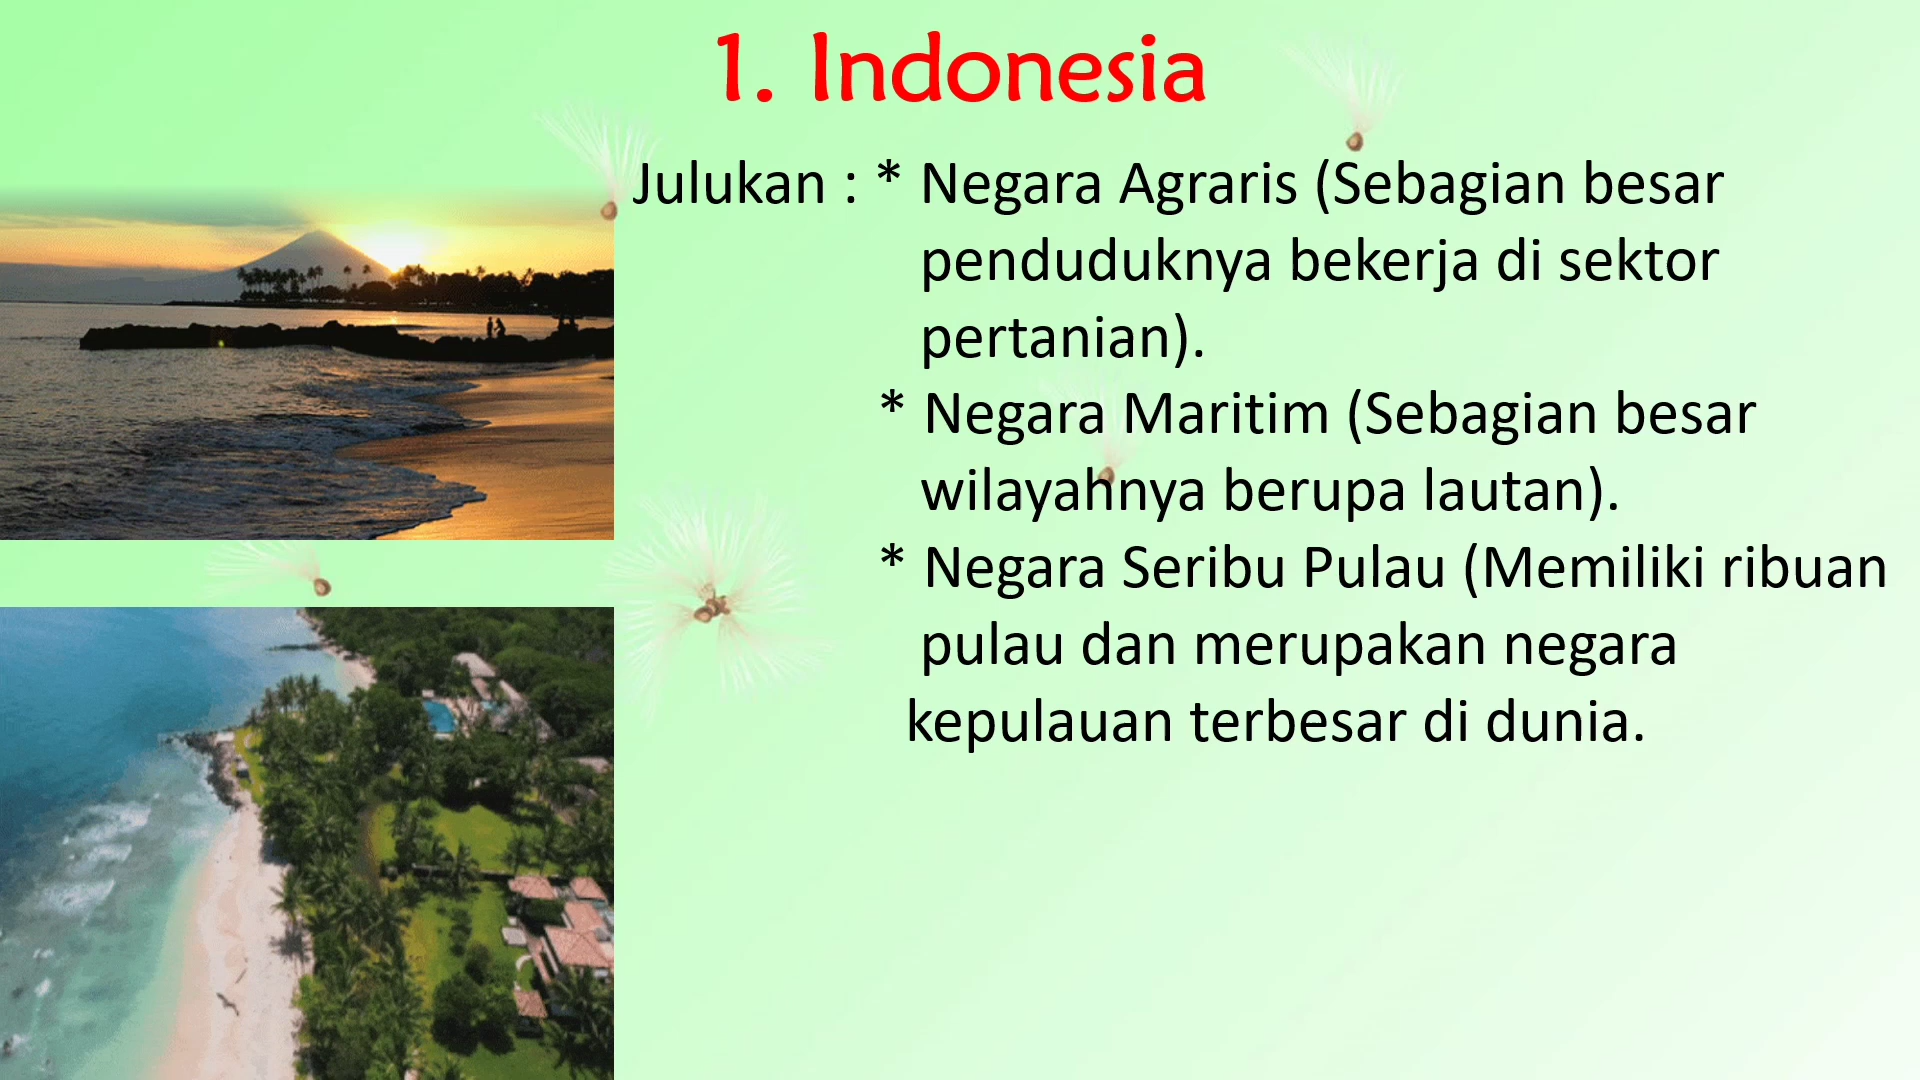 1. Indonesia
Julukan : * Negara Agraris (Sebagian besar
penduduknya bekerja di sektor
pertanian).
* Negara Maritim (Sebagian besar
wilayahnya berupa lautan).
* Negara Seribu Pulau (Memiliki ribuan
pulau dan merupakan negara
kepulauan terbesar di dunia.